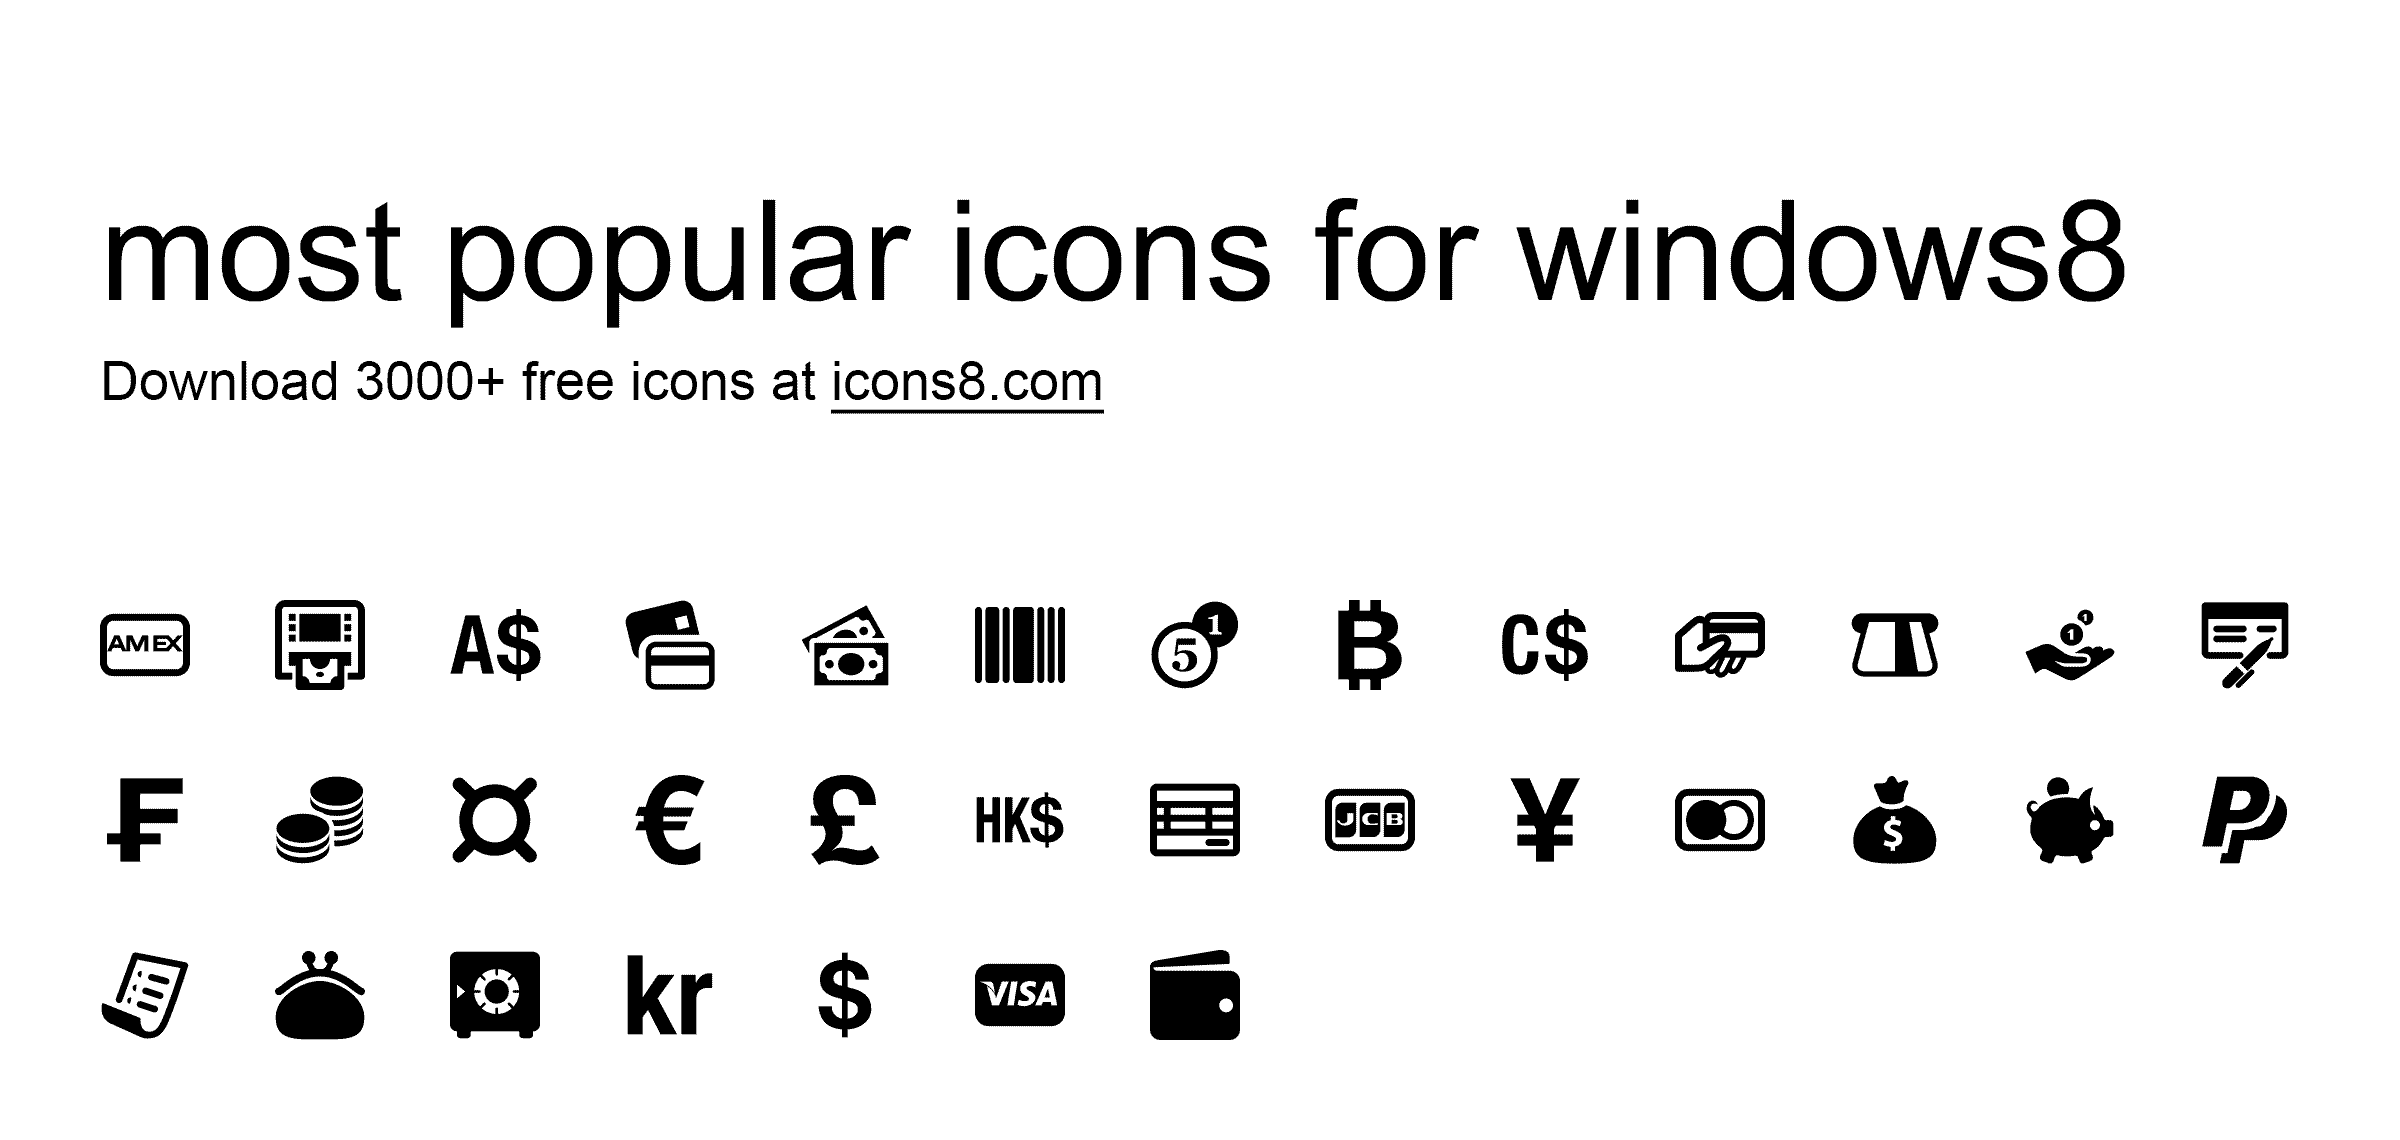 most popular icons for windows8
Download 3000+ free icons at icons8.com
AMEX A$ 5 1 ₿ C$ 1 1
₣ ¤ € £ HK$ JCB ¥ $ P
kr $ VISA